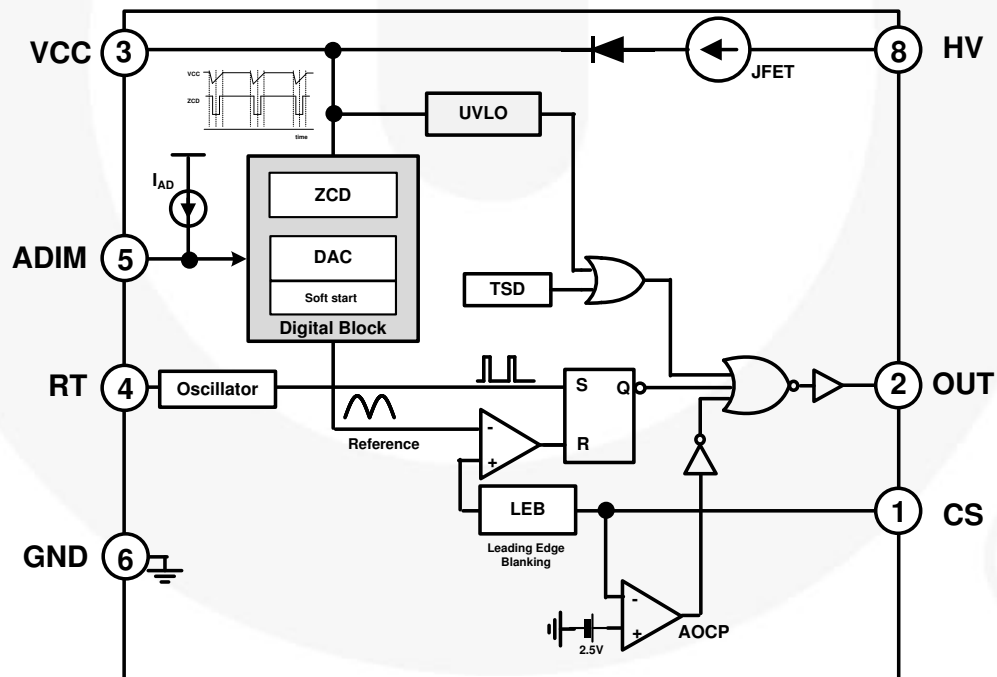 VCC
3
8
HV
JFET
VCC
ZCD
time
UVLO
I_AD
ZCD
ADIM
5
DAC
Soft start
Digital Block
TSD
RT
4
Oscillator
S
Q
2
OUT
Reference
-
+
R
LEB
1
CS
Leading Edge
Blanking
GND
6
-
+
AOCP
2.5V